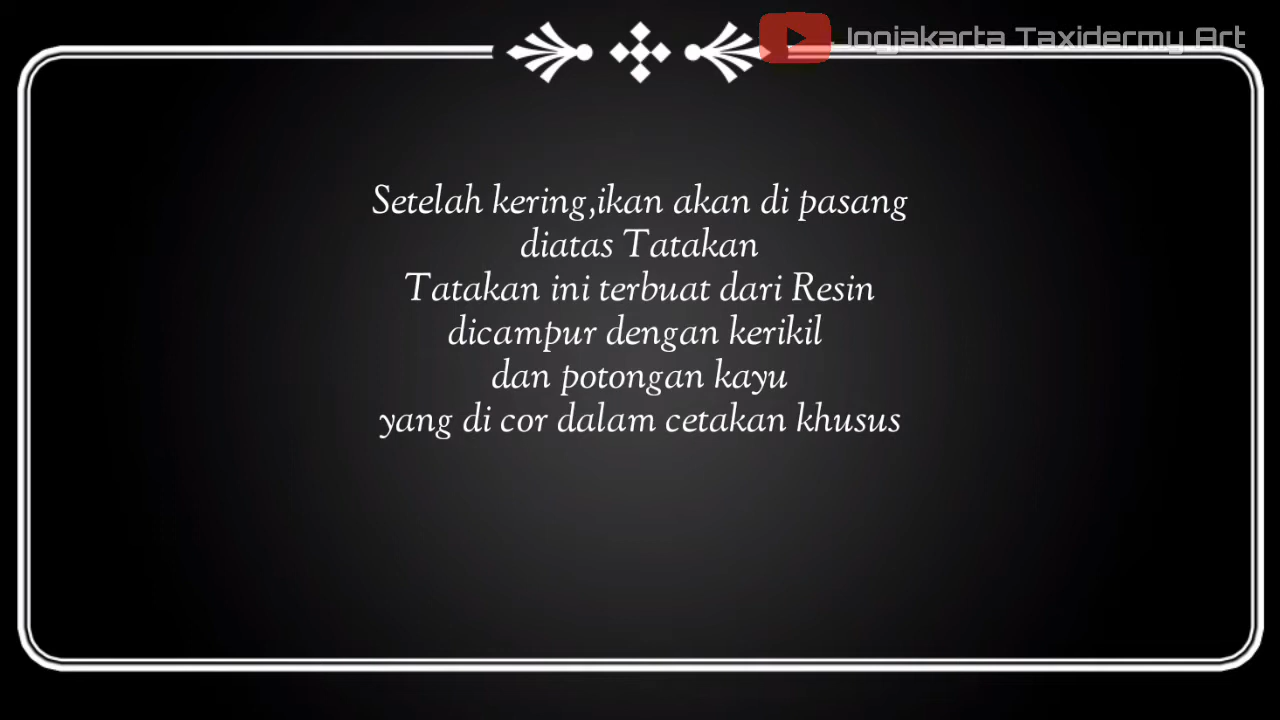 Jogjakarta Taxidermy Art
Setelah kering,ikan akan di pasang
diatas Tatakan
Tatakan ini terbuat dari Resin
dicampur dengan kerikil
dan potongan kayu
yang di cor dalam cetakan khusus